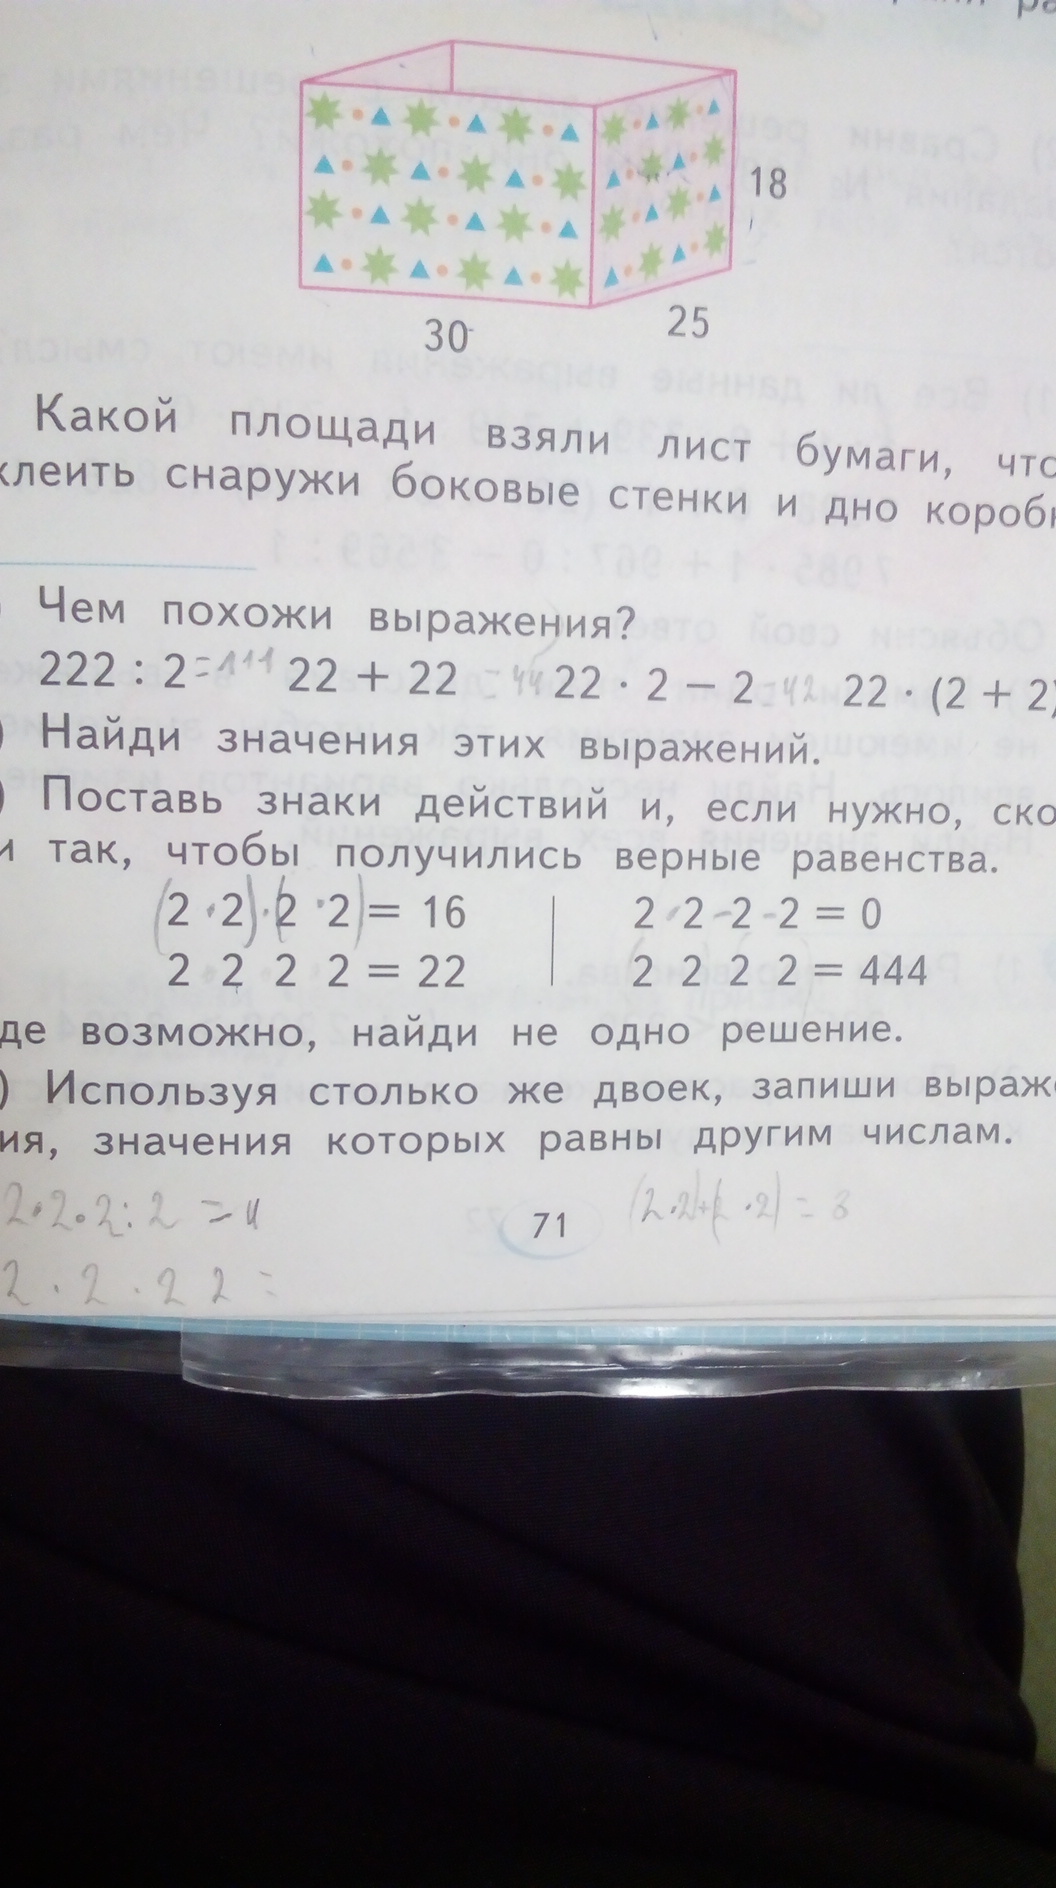 18
30
25
Какой площади взяли лист бумаги, что
клеить снаружи боковые стенки и дно короб
Чем похожи выражения?
222 : 2 = 111 22 + 22 = 44 22 · 2 − 2 = 42 22 · (2 + 2)
) Найди значения этих выражений.
) Поставь знаки действий и, если нужно, ско
и так, чтобы получились верные равенства.
(2 · 2) · (2 · 2) = 16 2 · 2 - 2 - 2 = 0
2 2 2 2 = 22 2 2 2 2 = 444
де возможно, найди не одно решение.
) Используя столько же двоек, запиши выраже
ия, значения которых равны другим числам.
2 · 2 · 2 : 2 = 4 (2 · 2) + (2 · 2) = 8
71
2 · 2 · 2 2 =